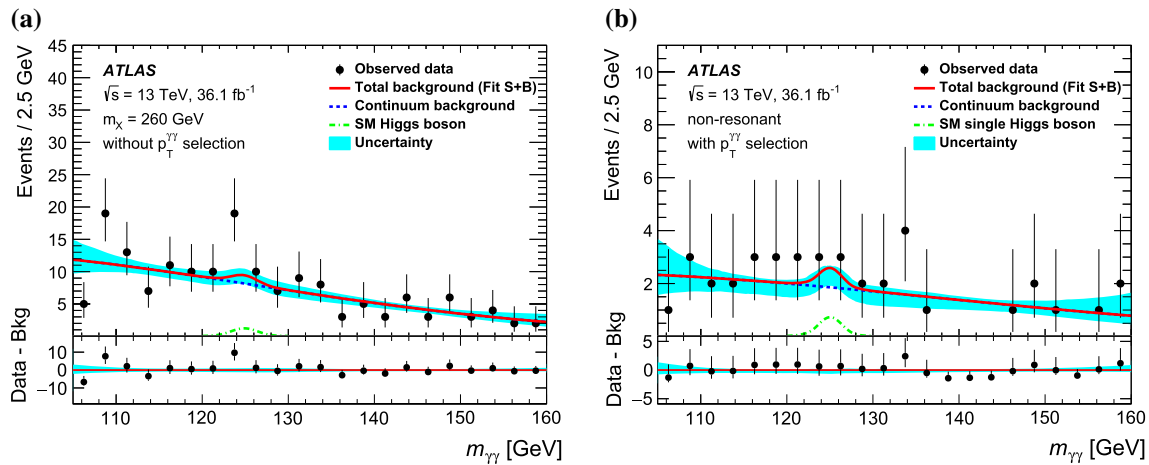 (a)
Events / 2.5 GeV
45
40
35
30
25
20
15
10
5
ATLAS
√s = 13 TeV, 36.1 fb⁻¹
m_X = 260 GeV
without p_T^γγ selection
Observed data
Total background (Fit S+B)
Continuum background
SM Higgs boson
Uncertainty
Data - Bkg
10
0
−10
110 120 130 140 150 160
m_γγ [GeV]
(b)
Events / 2.5 GeV
10
8
6
4
2
ATLAS
√s = 13 TeV, 36.1 fb⁻¹
non-resonant
with p_T^γγ selection
Observed data
Total background (Fit S+B)
Continuum background
SM single Higgs boson
Uncertainty
Data - Bkg
5
0
−5
110 120 130 140 150 160
m_γγ [GeV]